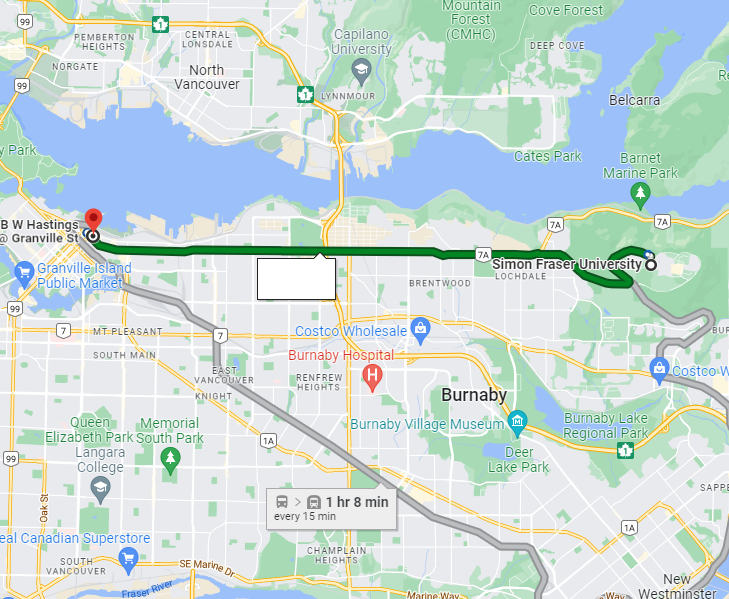 99
1
Mountain
Forest
(CMHC)
Cove Forest
PEMBERTON
HEIGHTS
CENTRAL
LONSDALE
Capilano
University
DEEP COVE
NORGATE
North
Vancouver
99
1
LYNNMOUR
Belcarra
Cates Park
Barnet
Marine Park
y Park
7A
7A
B W Hastings
@ Granville St
7A
Simon Fraser University
LOCHDALE
Granville Island
Public Market
BRENTWOOD
99
7
MT PLEASANT
7
Costco Wholesale
BUR
SOUTH MAIN
Burnaby Hospital
EAST
VANCOUVER
RENFREW
HEIGHTS
Costco W
KNIGHT
Burnaby
Queen
Elizabeth Park
Memorial
South Park
Burnaby Village Museum
Burnaby Lake
Regional Park
1A
1
Langara
College
99
Deer
Lake Park
SAPPE
Oak St
1 hr 8 min
every 15 min
1A
eal Canadian Superstore
CHAMPLAIN
HEIGHTS
SOUTH
VANCOUVER
SE Marine Dr
New
Westminster
Fraser River
Marine Way